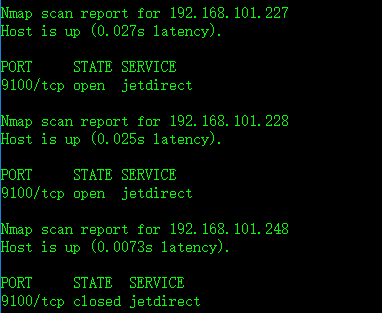 Nmap scan report for 192.168.101.227
Host is up (0.027s latency).
PORT     STATE SERVICE
9100/tcp open  jetdirect
Nmap scan report for 192.168.101.228
Host is up (0.025s latency).
PORT     STATE SERVICE
9100/tcp open  jetdirect
Nmap scan report for 192.168.101.248
Host is up (0.0073s latency).
PORT     STATE  SERVICE
9100/tcp closed jetdirect